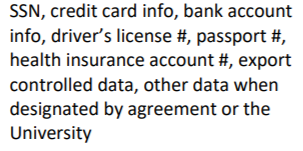 SSN, credit card info, bank account
info, driver’s license #, passport #,
health insurance account #, export
controlled data, other data when
designated by agreement or the
University